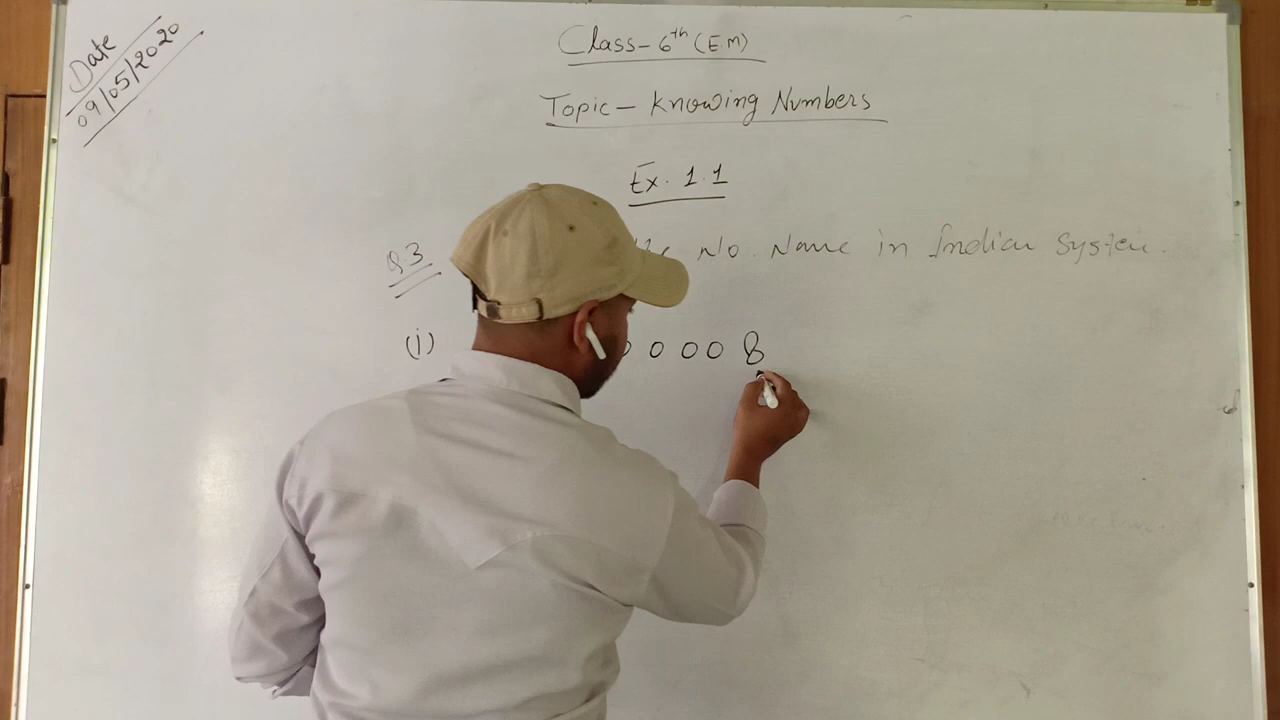 Date
09/05/2020
Class- 6th (E.M)
Topic - Knowing Numbers
Ex. 1.1
Q3 No. Name in Indian System.
(i) 0 0 0 0 8